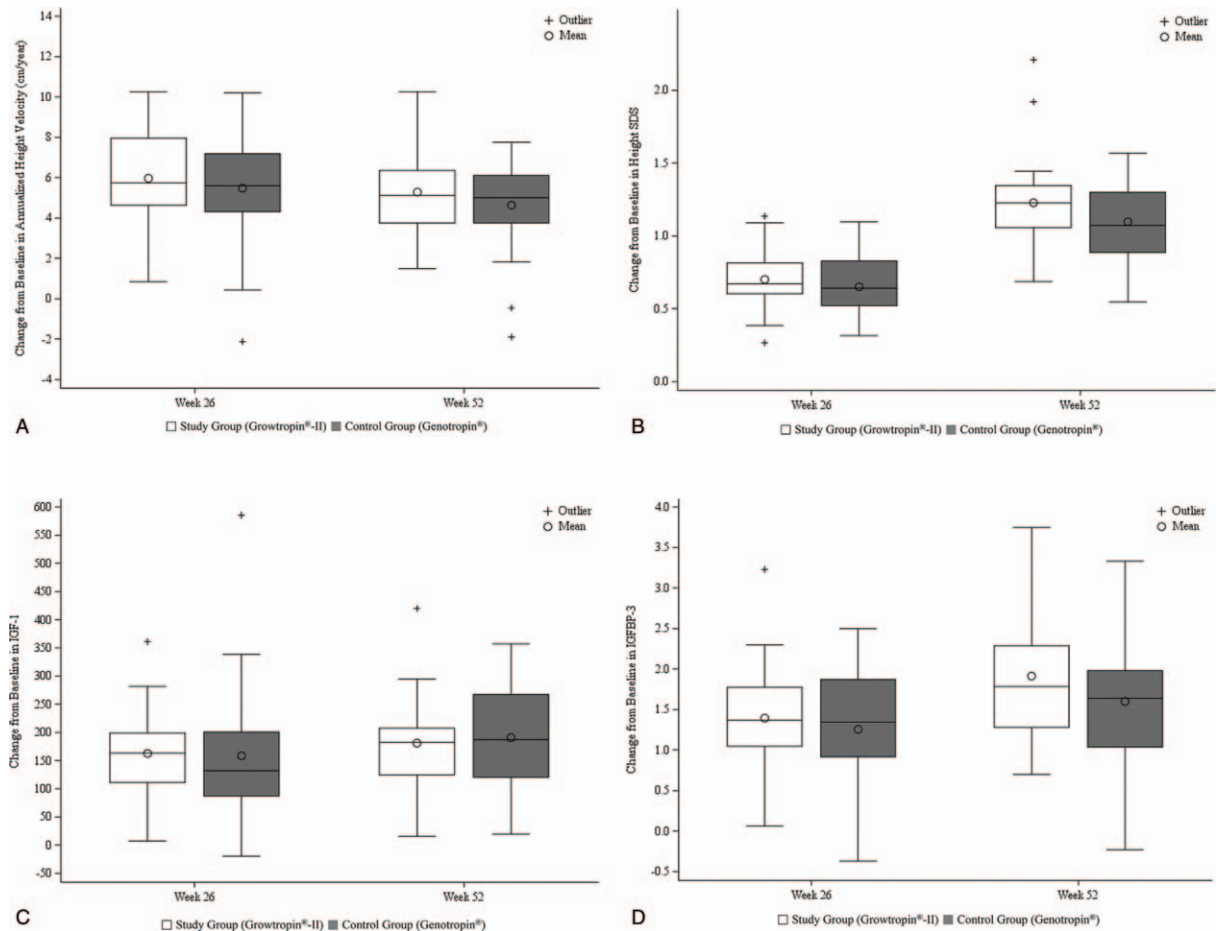 Change from Baseline in Annualized Height Velocity (cm/year)
14
12
10
8
6
4
2
0
-2
-4
+ Outlier
○ Mean
Week 26
Week 52
A
Study Group (Growtropin®-II) Control Group (Genotropin®)
Change from Baseline in Height SDS
2.0
1.5
1.0
0.5
0.0
+ Outlier
○ Mean
Week 26
Week 52
B
Study Group (Growtropin®-II) Control Group (Genotropin®)
Change from Baseline in IGF-1
600
550
500
450
400
350
300
250
200
150
100
50
0
-50
+ Outlier
○ Mean
Week 26
Week 52
C
Study Group (Growtropin®-II) Control Group (Genotropin®)
Change from Baseline in IGFBP-3
4.0
3.5
3.0
2.5
2.0
1.5
1.0
0.5
0.0
-0.5
+ Outlier
○ Mean
Week 26
Week 52
D
Study Group (Growtropin®-II) Control Group (Genotropin®)